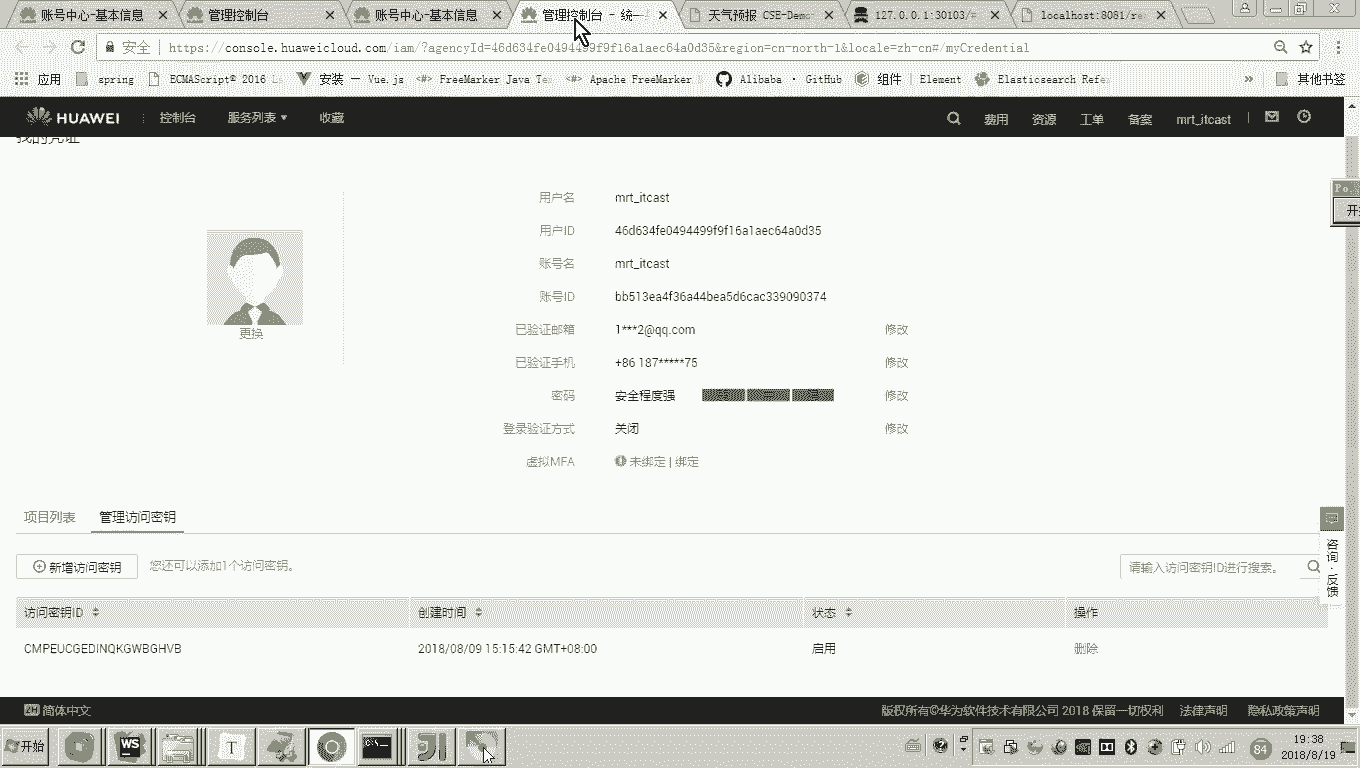 账号中心-基本信息
管理控制台
账号中心-基本信息
管理控制台 - 统一
天气预报 CSE-Demo
127.0.0.1:30103/#
localhost:8081/re
安全
https://console.huaweicloud.com/iam/?agencyId=46d634fe0494499f9f16a1aec64a0d35&region=cn-north-1&locale=zh-cn#/myCredential
应用
spring
ECMAScript® 2016 L
安装 — Vue.js
FreeMarker Java Te
Apache FreeMarker
Alibaba · GitHub
组件 | Element
Elasticsearch Refe
»
其他书签
HUAWEI
控制台
服务列表
收藏
费用
资源
工单
备案
mrt_itcast
我的凭证
Po.
开
更换
用户名 mrt_itcast
用户ID 46d634fe0494499f9f16a1aec64a0d35
账号名 mrt_itcast
账号ID bb513ea4f36a44bea5d6cac339090374
已验证邮箱 1***2@qq.com 修改
已验证手机 +86 187*****75 修改
密码 安全程度强 修改
登录验证方式 关闭 修改
虚拟MFA 未绑定 | 绑定
项目列表 管理访问密钥
新增访问密钥 您还可以添加1个访问密钥。
请输入访问密钥ID进行搜索。
咨询·反馈
访问密钥ID 创建时间 状态 操作
CMPEUCGEDINQKGWBGHVB 2018/08/09 15:15:42 GMT+08:00 启用 删除
ZH 简体中文 版权所有©华为软件技术有限公司 2018 保留一切权利 法律声明 隐私政策声明
开始
WS
T
84
19:38
2018/8/19